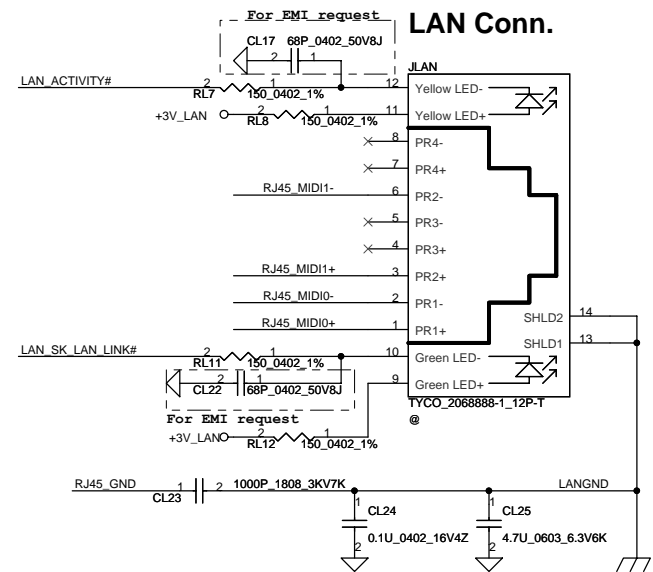 For EMI request
LAN Conn.
CL17 68P_0402_50V8J
2 1
JLAN
LAN_ACTIVITY# 2 1 12 Yellow LED-
RL7 150_0402_1%
+3V_LAN 2 1 11 Yellow LED+
RL8 150_0402_1%
8 PR4-
7 PR4+
RJ45_MIDI1- 6 PR2-
5 PR3-
4 PR3+
RJ45_MIDI1+ 3 PR2+
RJ45_MIDI0- 2 PR1-
SHLD2 14
RJ45_MIDI0+ 1 PR1+
SHLD1 13
LAN_SK_LAN_LINK# 2 1 10 Green LED-
RL11 150_0402_1%
2 1 9 Green LED+
CL22 68P_0402_50V8J
TYCO_2068888-1_12P-T
@
For EMI request
+3V_LAN 2 1
RL12 150_0402_1%
RJ45_GND 1 2 1000P_1808_3KV7K LANGND
CL23
1 CL24 1 CL25
0.1U_0402_16V4Z 4.7U_0603_6.3V6K
2 2